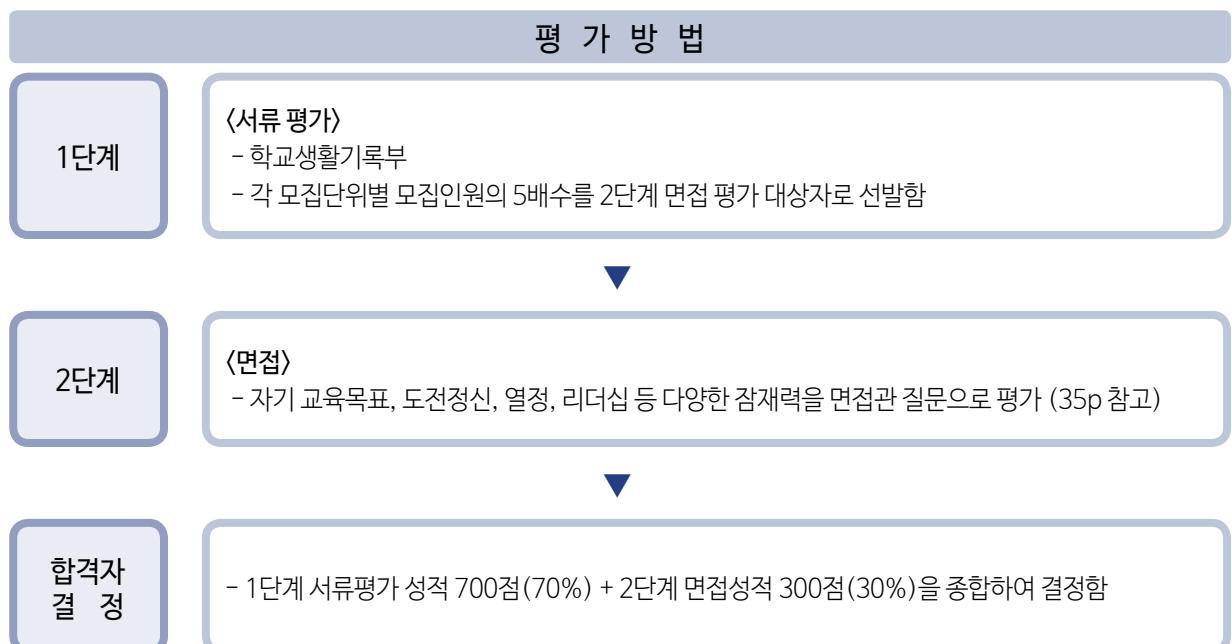 평 가 방 법
1단계
〈서류 평가〉
- 학교생활기록부
- 각 모집단위별 모집인원의 5배수를 2단계 면접 평가 대상자로 선발함
▼
2단계
〈면접〉
- 자기 교육목표, 도전정신, 열정, 리더십 등 다양한 잠재력을 면접관 질문으로 평가 (35p 참고)
▼
합격자
결 정
- 1단계 서류평가 성적 700점(70%) + 2단계 면접성적 300점(30%)을 종합하여 결정함